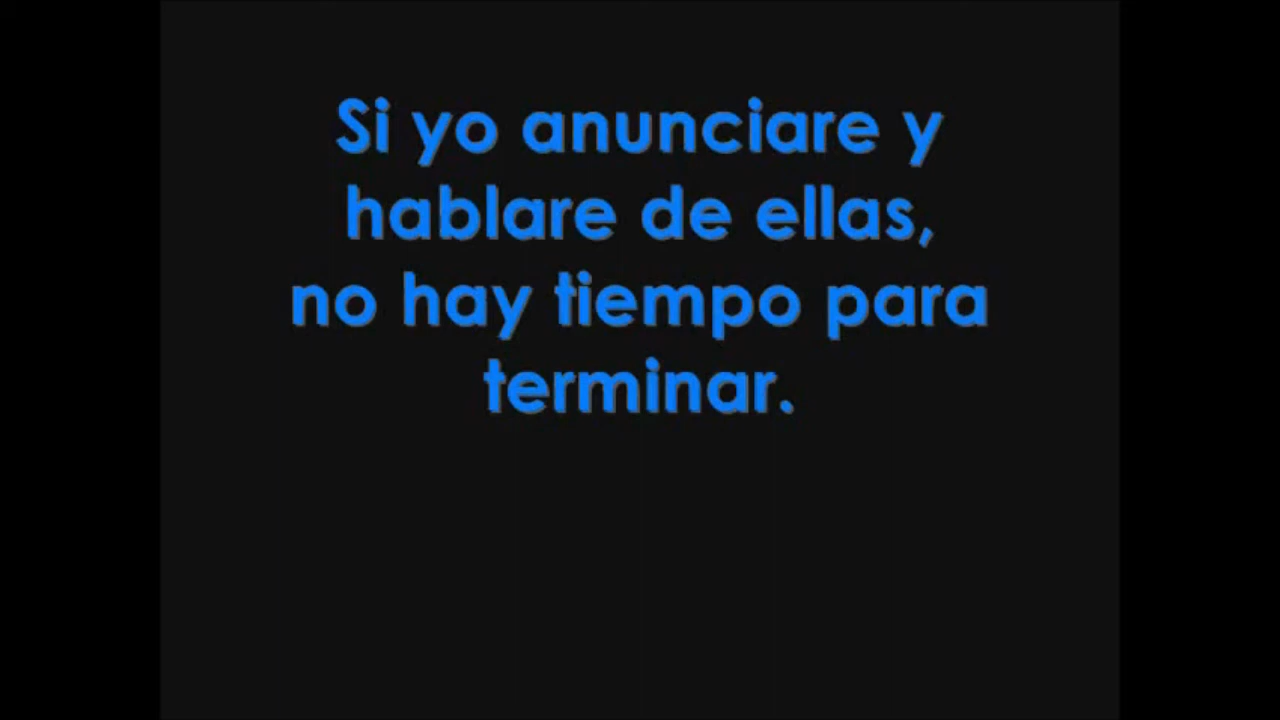 Si yo anunciare y
hablare de ellas,
no hay tiempo para
terminar.